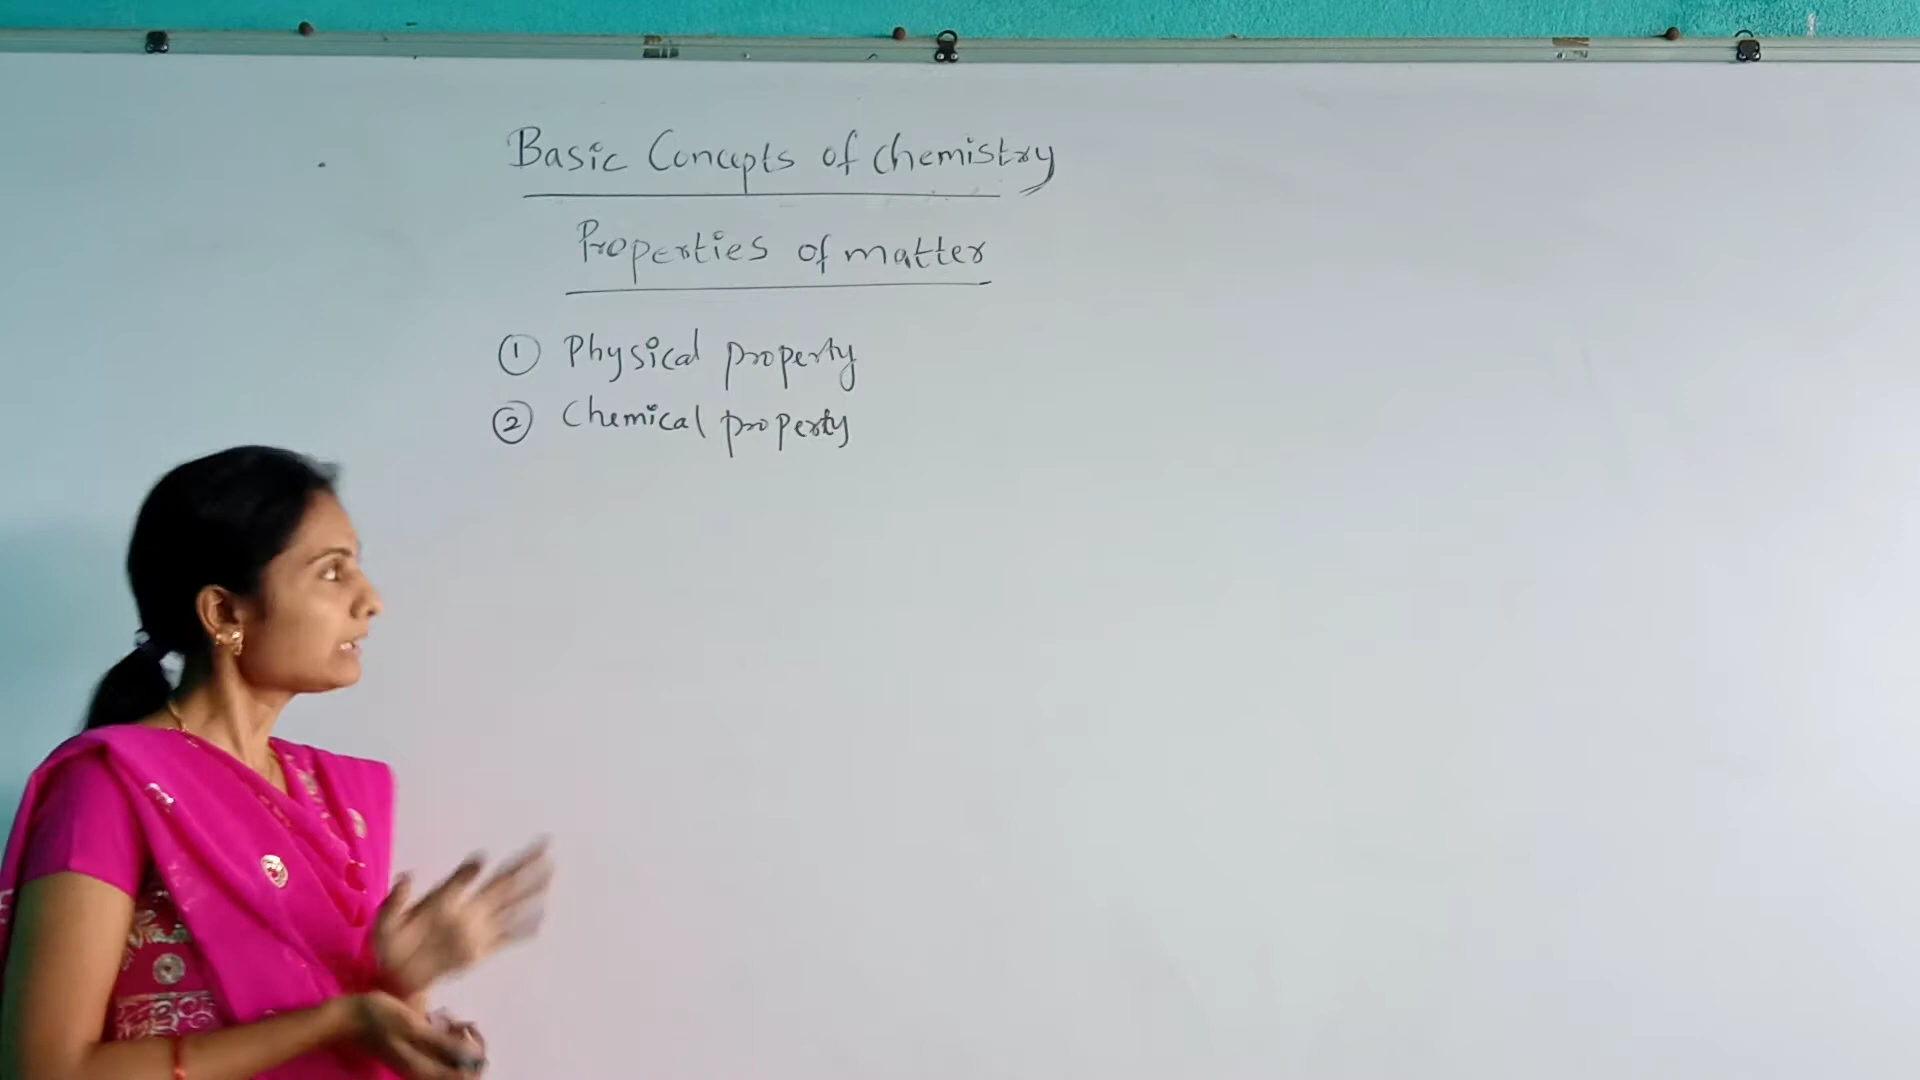 Basic Concepts of chemistry
Properties of matter
① Physical property
② Chemical property